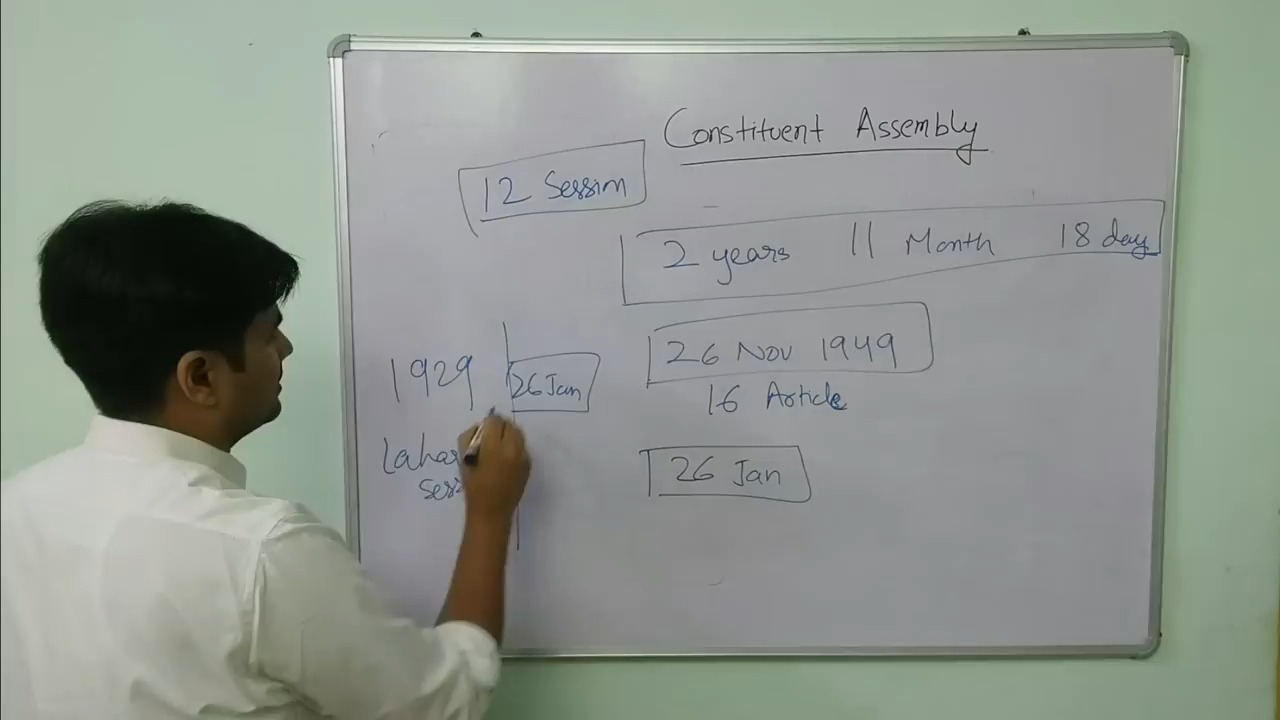 Constituent Assembly
12 Session
2 years 11 Month 18 day
26 Nov 1949
16 Article
26 Jan
1929
26 Jan